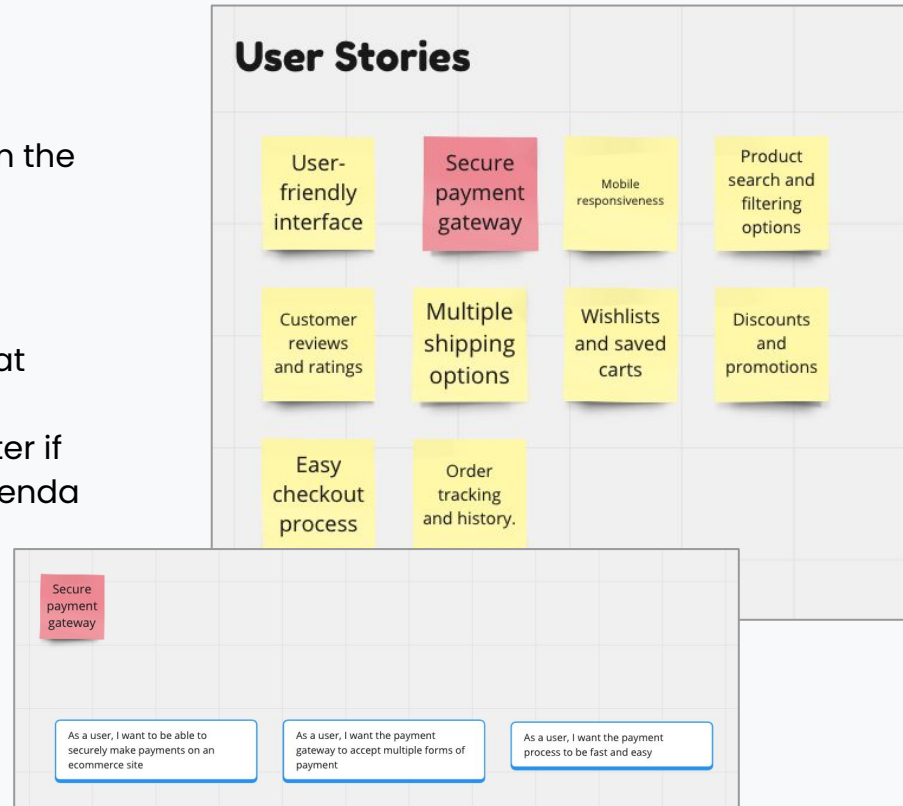 n the
at
ter if
enda
User Stories
User-
friendly
interface
Secure
payment
gateway
Mobile
responsiveness
Product
search and
filtering
options
Customer
reviews
and ratings
Multiple
shipping
options
Wishlists
and saved
carts
Discounts
and
promotions
Easy
checkout
process
Order
tracking
and history.
Secure
payment
gateway
As a user, I want to be able to
securely make payments on an
ecommerce site
As a user, I want the payment
gateway to accept multiple forms of
payment
As a user, I want the payment
process to be fast and easy